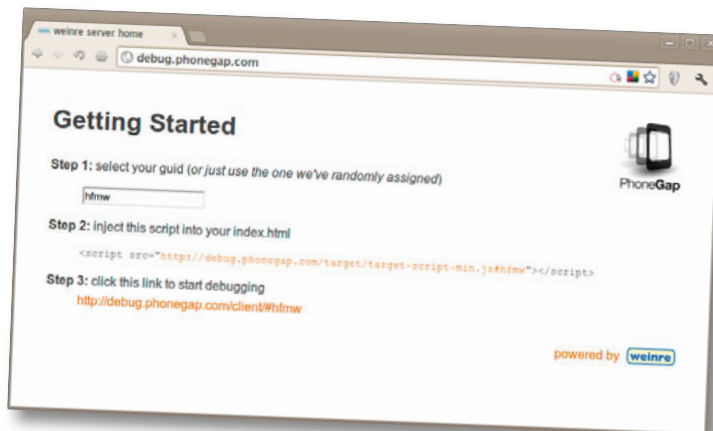 weinre server home
debug.phonegap.com
Getting Started
PhoneGap
Step 1: select your guid (or just use the one we've randomly assigned)
hfmw
Step 2: inject this script into your index.html
<script src="http://debug.phonegap.com/target/target-script-min.js#hfmw"></script>
Step 3: click this link to start debugging
http://debug.phonegap.com/client/#hfmw
powered by weinre